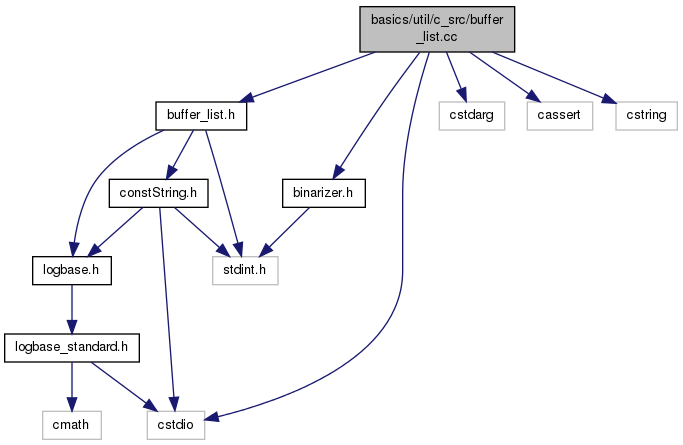 basics/util/c_src/buffer
_list.cc
buffer_list.h
cstdarg
cassert
cstring
constString.h
binarizer.h
logbase.h
stdint.h
logbase_standard.h
cmath
cstdio